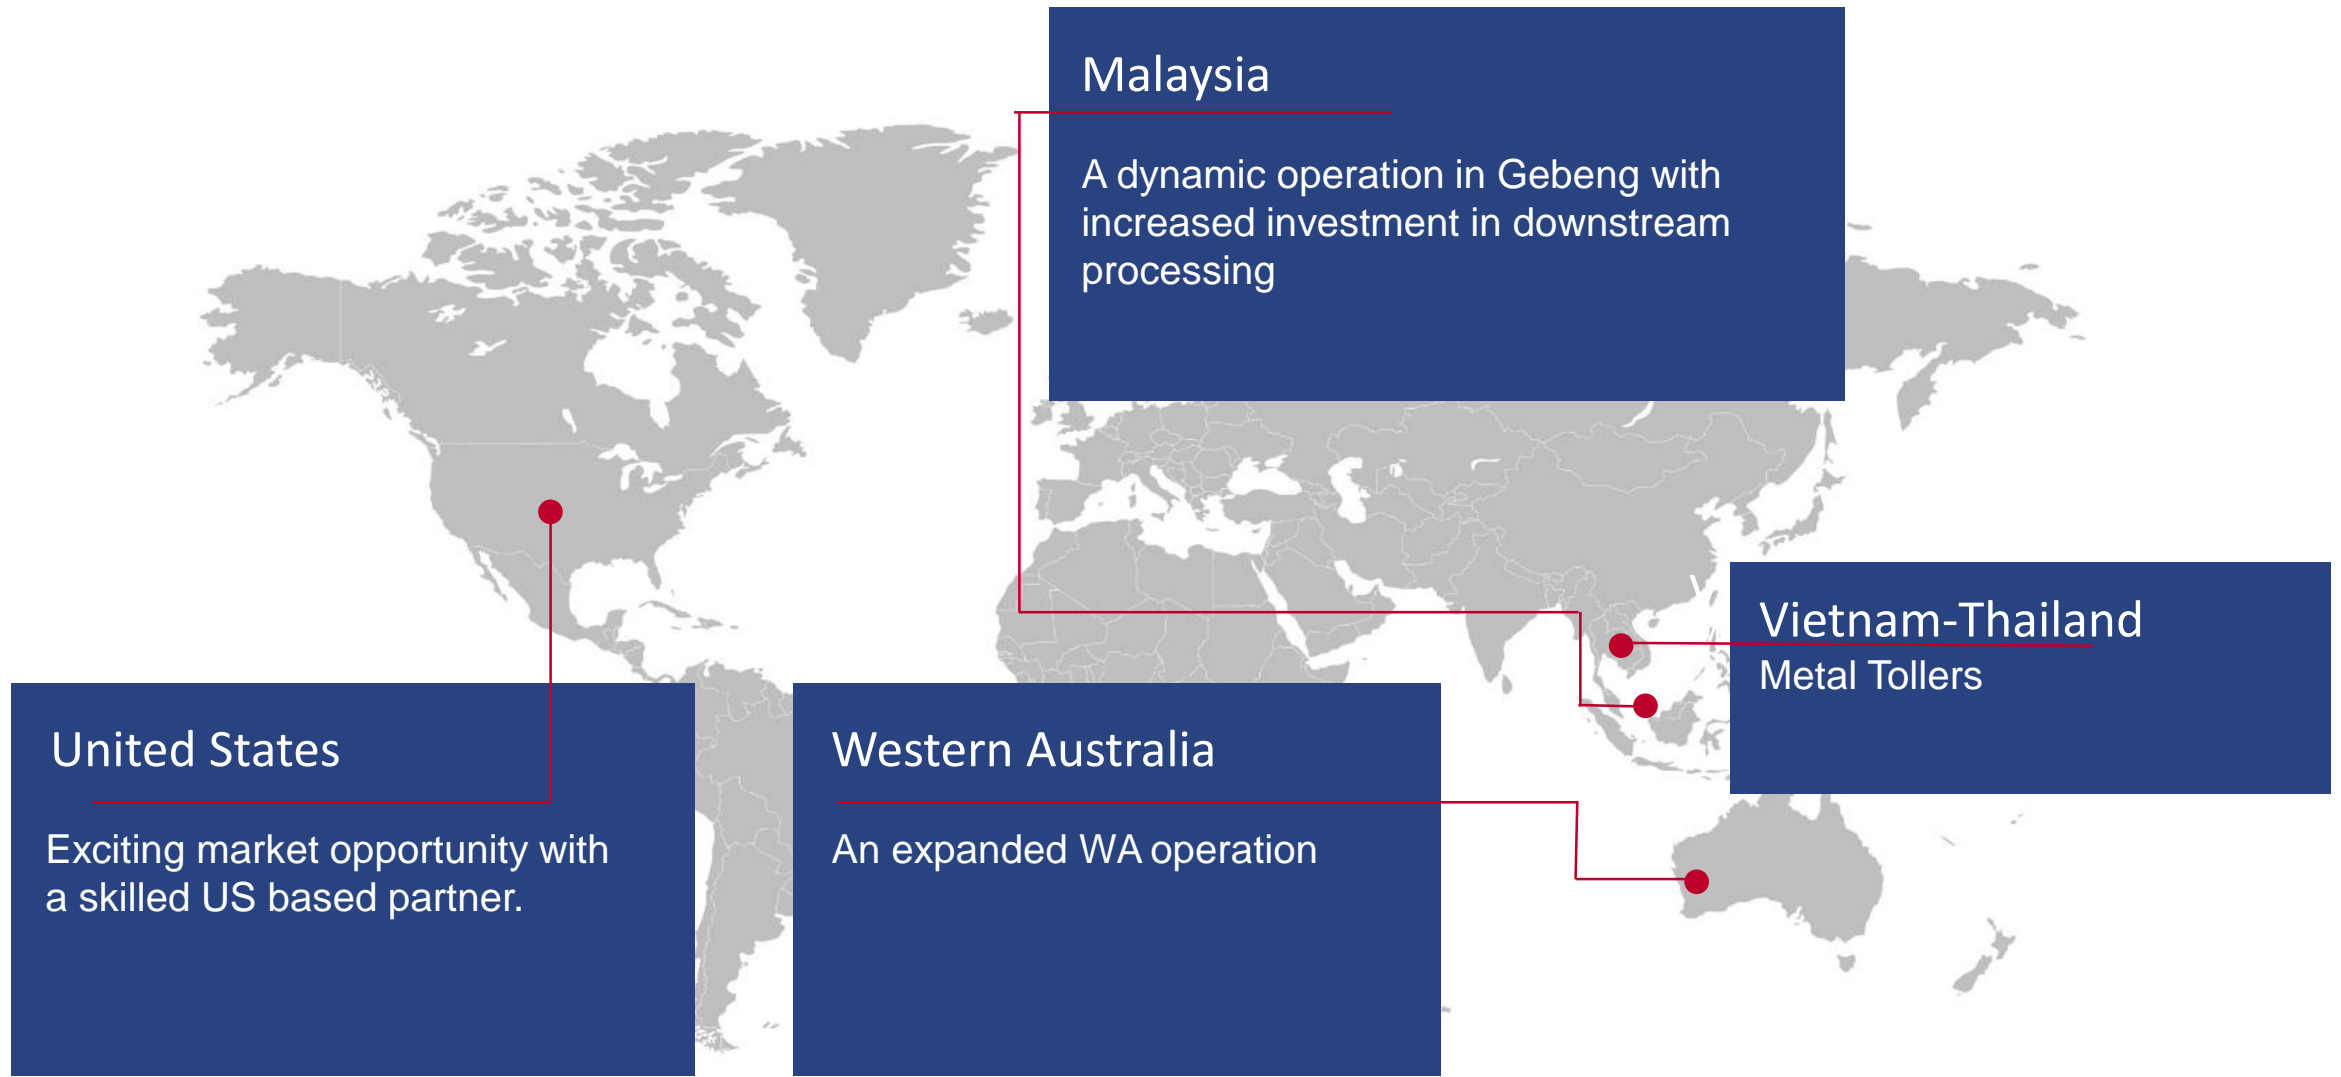 Malaysia
A dynamic operation in Gebeng with
increased investment in downstream
processing
Vietnam-Thailand
Metal Tollers
United States
Exciting market opportunity with
a skilled US based partner.
Western Australia
An expanded WA operation